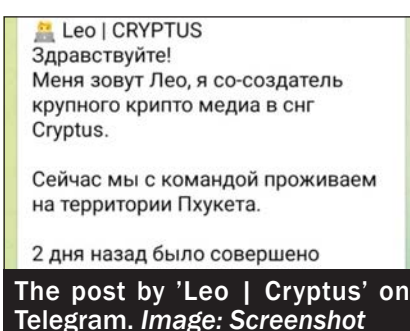 Leo | CRYPTUS
Здравствуйте!
Меня зовут Лео, я со-создатель
крупного крипто медиа в снг
Cryptus.
Сейчас мы с командой проживаем
на территории Пхукета.
2 дня назад было совершено
The post by 'Leo | Cryptus' on
Telegram. Image: Screenshot